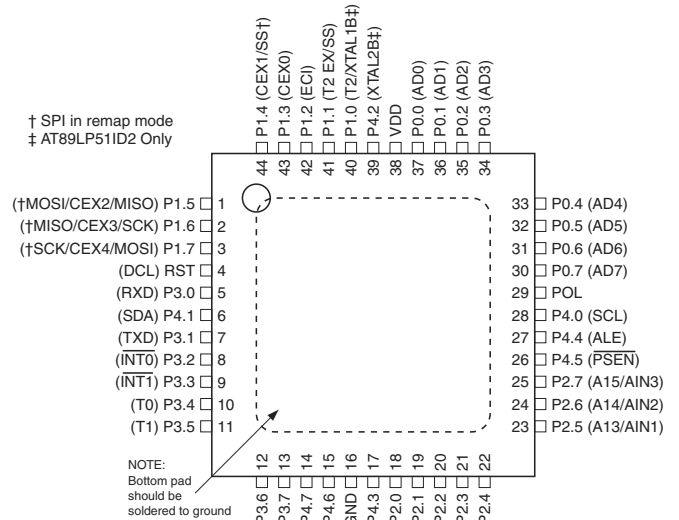 P1.4 (CEX1/SS†)
P1.3 (CEX0)
P1.2 (ECI)
P1.1 (T2 EX/SS)
P1.0 (T2/XTAL1B‡)
P4.2 (XTAL2B‡)
VDD
P0.0 (AD0)
P0.1 (AD1)
P0.2 (AD2)
P0.3 (AD3)
† SPI in remap mode
‡ AT89LP51ID2 Only
44 43 42 41 40 39 38 37 36 35 34
(†MOSI/CEX2/MISO) P1.5 1
(†MISO/CEX3/SCK) P1.6 2
(†SCK/CEX4/MOSI) P1.7 3
(DCL) RST 4
(RXD) P3.0 5
(SDA) P4.1 6
(TXD) P3.1 7
(INT0) P3.2 8
(INT1) P3.3 9
(T0) P3.4 10
(T1) P3.5 11
33 P0.4 (AD4)
32 P0.5 (AD5)
31 P0.6 (AD6)
30 P0.7 (AD7)
29 POL
28 P4.0 (SCL)
27 P4.4 (ALE)
26 P4.5 (PSEN)
25 P2.7 (A15/AIN3)
24 P2.6 (A14/AIN2)
23 P2.5 (A13/AIN1)
NOTE:
Bottom pad
should be
soldered to ground
12 13 14 15 16 17 18 19 20 21 22
P3.6
P3.7
P4.7
P4.6
GND
P4.3
P2.0
P2.1
P2.2
P2.3
P2.4